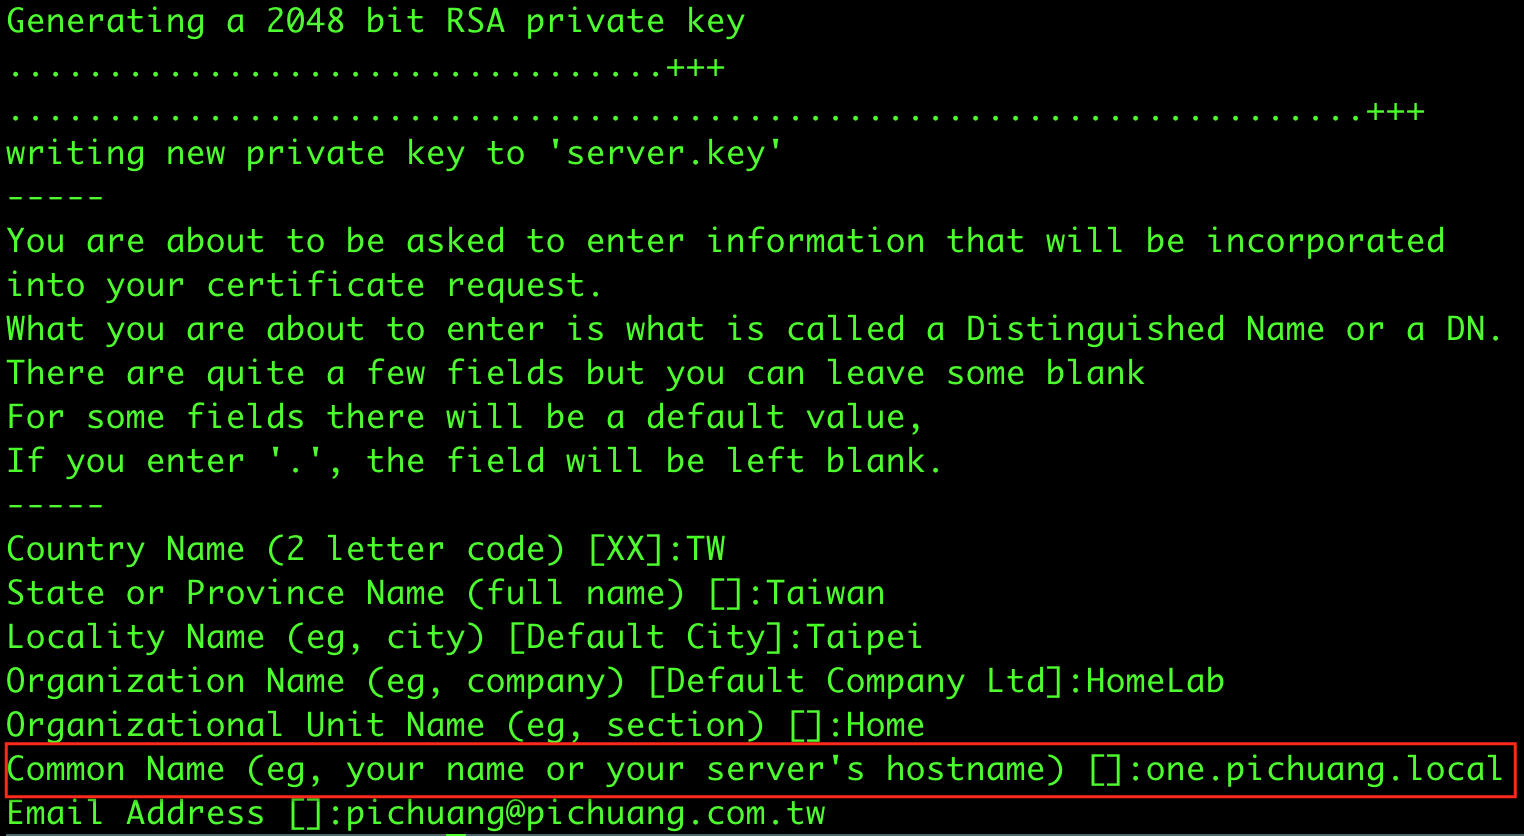 Generating a 2048 bit RSA private key
.................................+++
....................................................................+++
writing new private key to 'server.key'
-----
You are about to be asked to enter information that will be incorporated
into your certificate request.
What you are about to enter is what is called a Distinguished Name or a DN.
There are quite a few fields but you can leave some blank
For some fields there will be a default value,
If you enter '.', the field will be left blank.
-----
Country Name (2 letter code) [XX]:TW
State or Province Name (full name) []:Taiwan
Locality Name (eg, city) [Default City]:Taipei
Organization Name (eg, company) [Default Company Ltd]:HomeLab
Organizational Unit Name (eg, section) []:Home
Common Name (eg, your name or your server's hostname) []:one.pichuang.local
Email Address []:pichuang@pichuang.com.tw